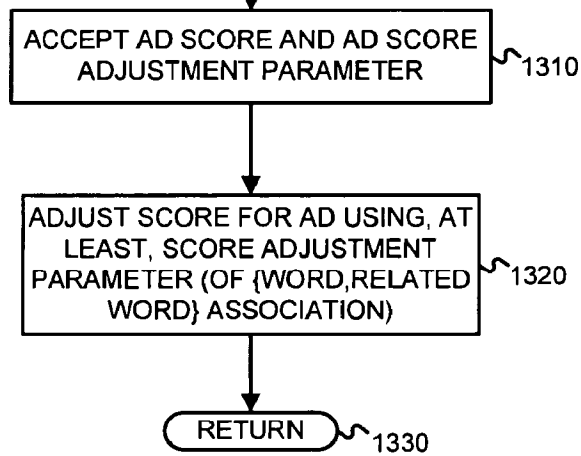 ACCEPT AD SCORE AND AD SCORE
ADJUSTMENT PARAMETER
1310
ADJUST SCORE FOR AD USING, AT
LEAST, SCORE ADJUSTMENT
PARAMETER (OF {WORD,RELATED
WORD} ASSOCIATION)
1320
RETURN
1330